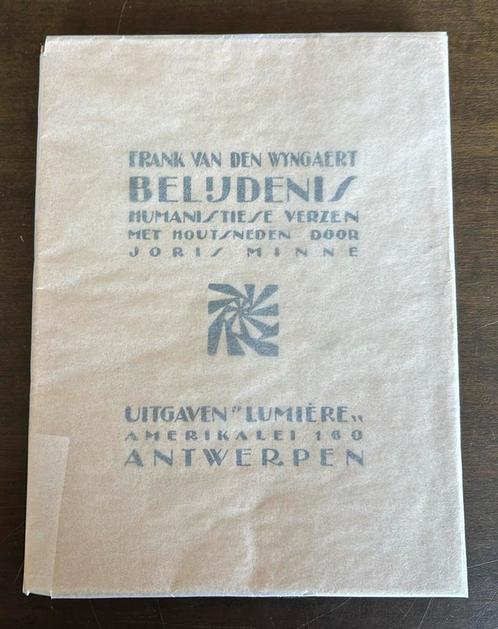 FRANK VAN DEN WYNGAERT
BELIJDENIS
HUMANISTIESE VERZEN
MET HOUTSNEDEN DOOR
JORIS MINNE
UITGAVEN "LUMIÈRE„
AMERIKALEI 160
ANTWERPEN